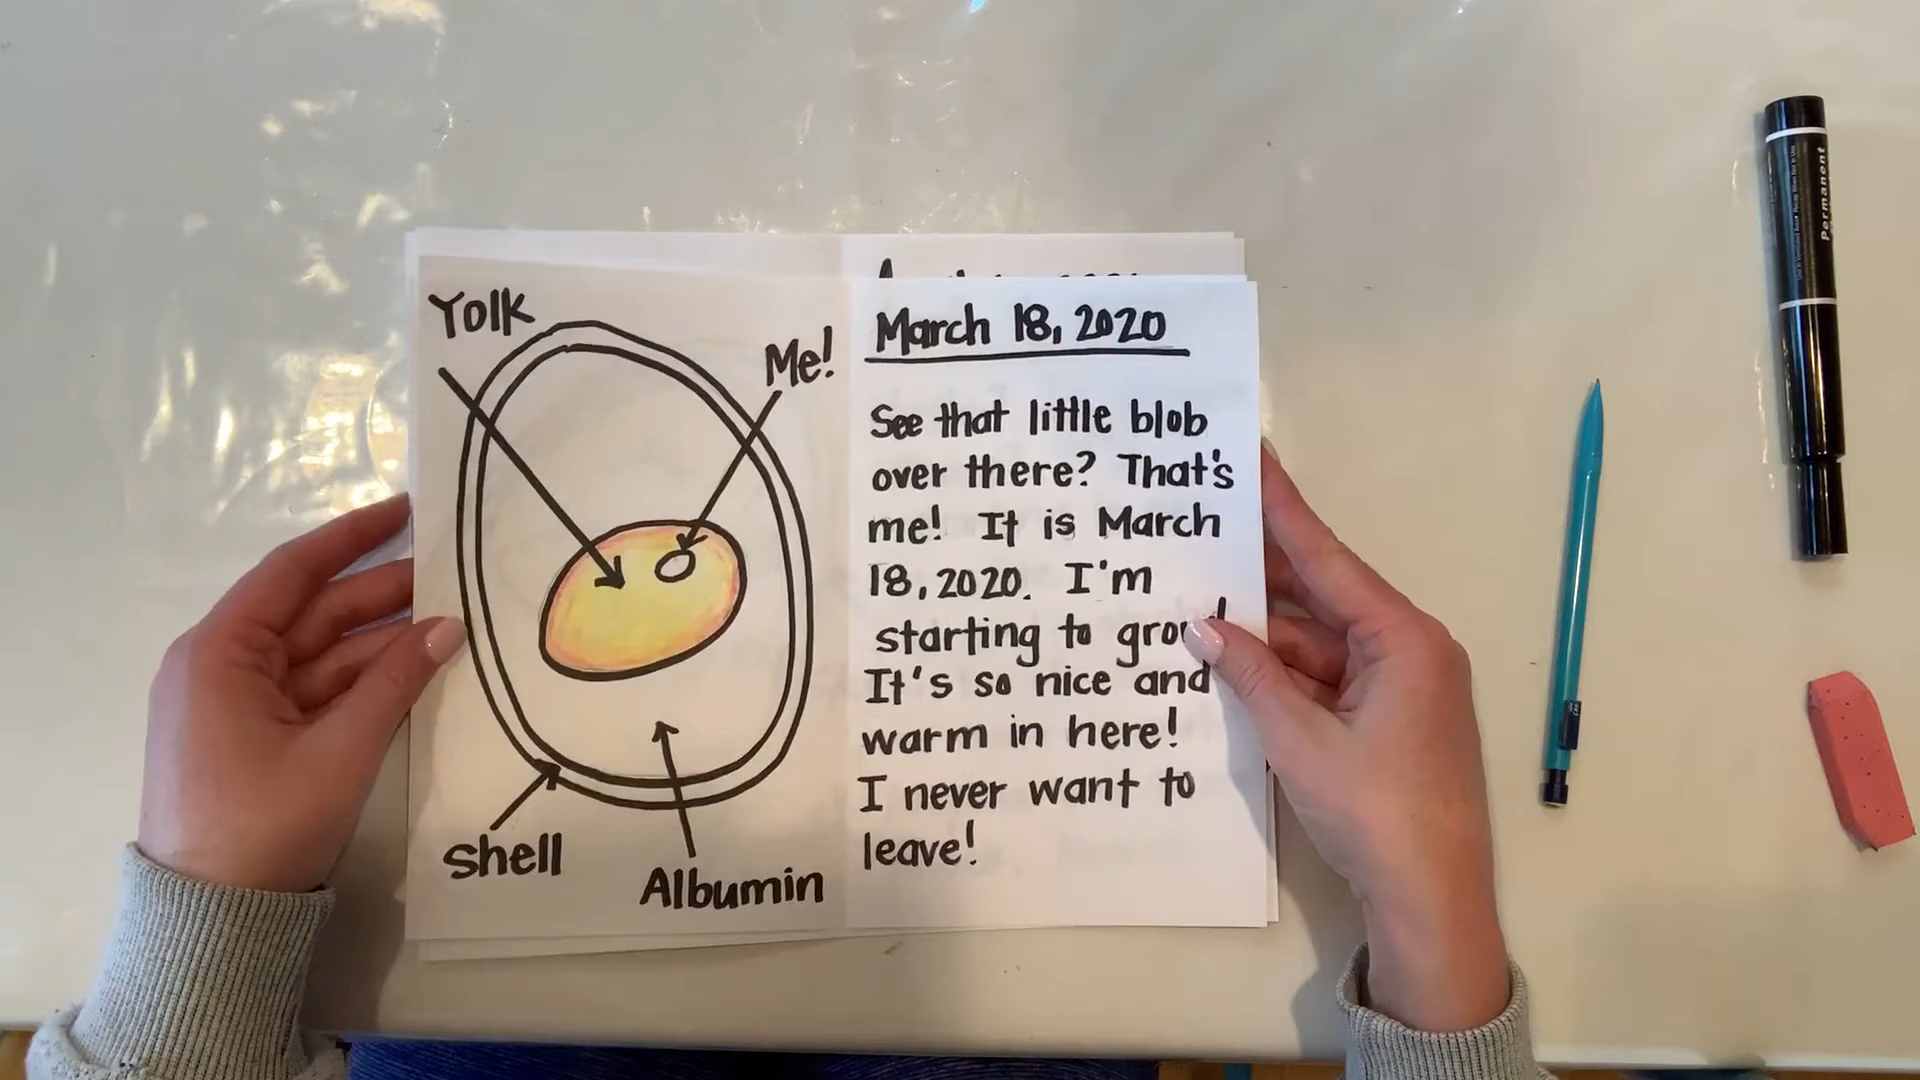 Yolk
Me!
Shell
Albumin
March 18, 2020
See that little blob
over there? That's
me! It is March
18, 2020. I'm
starting to
It's so nice and
warm in here!
I never want to
leave!
Permanent